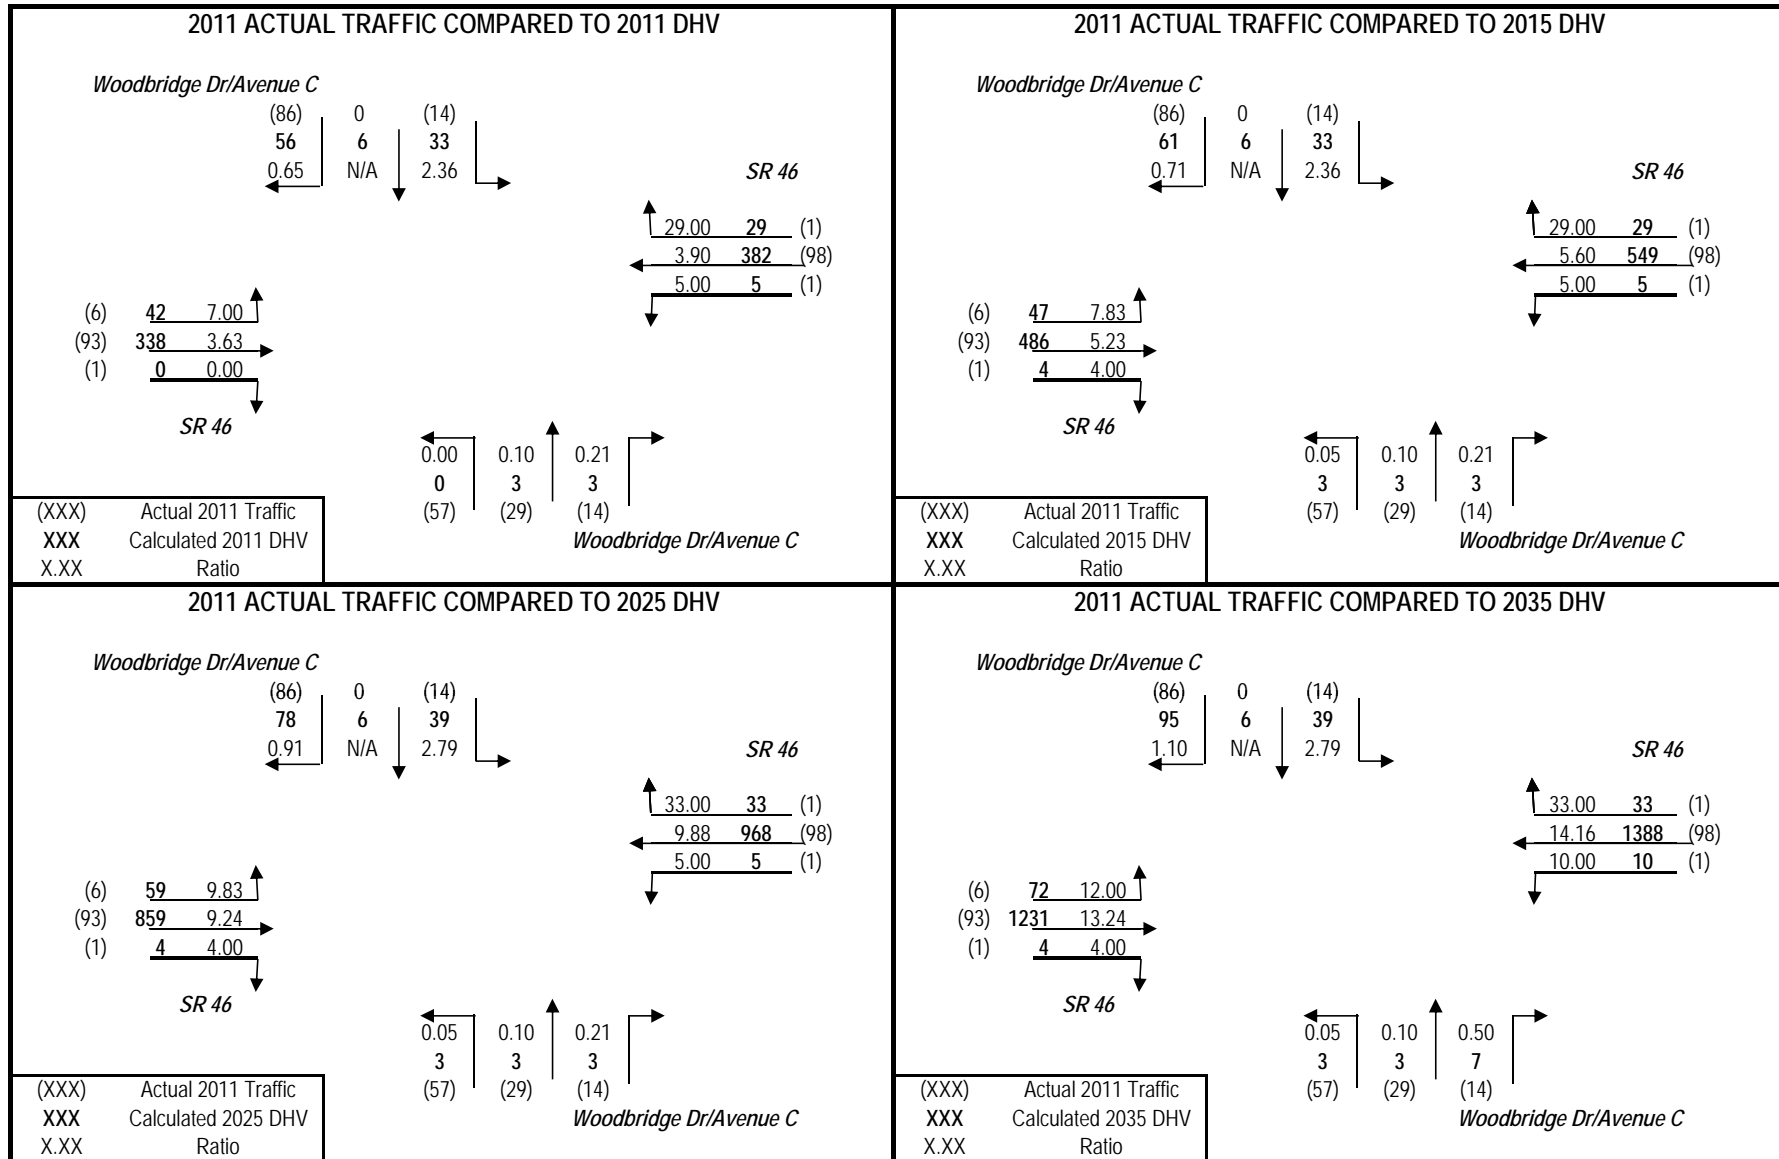 2011 ACTUAL TRAFFIC COMPARED TO 2011 DHV
Woodbridge Dr/Avenue C
(86) 0 (14)
56 6 33
0.65 N/A 2.36
SR 46
29.00 29 (1)
3.90 382 (98)
5.00 5 (1)
(6) 42 7.00
(93) 338 3.63
(1) 0 0.00
SR 46
0.00 0.10 0.21
0 3 3
(57) (29) (14)
Woodbridge Dr/Avenue C
(XXX) Actual 2011 Traffic
XXX Calculated 2011 DHV
X.XX Ratio
2011 ACTUAL TRAFFIC COMPARED TO 2015 DHV
Woodbridge Dr/Avenue C
(86) 0 (14)
61 6 33
0.71 N/A 2.36
SR 46
29.00 29 (1)
5.60 549 (98)
5.00 5 (1)
(6) 47 7.83
(93) 486 5.23
(1) 4 4.00
SR 46
0.05 0.10 0.21
3 3 3
(57) (29) (14)
Woodbridge Dr/Avenue C
(XXX) Actual 2011 Traffic
XXX Calculated 2015 DHV
X.XX Ratio
2011 ACTUAL TRAFFIC COMPARED TO 2025 DHV
Woodbridge Dr/Avenue C
(86) 0 (14)
78 6 39
0.91 N/A 2.79
SR 46
33.00 33 (1)
9.88 968 (98)
5.00 5 (1)
(6) 59 9.83
(93) 859 9.24
(1) 4 4.00
SR 46
0.05 0.10 0.21
3 3 3
(57) (29) (14)
Woodbridge Dr/Avenue C
(XXX) Actual 2011 Traffic
XXX Calculated 2025 DHV
X.XX Ratio
2011 ACTUAL TRAFFIC COMPARED TO 2035 DHV
Woodbridge Dr/Avenue C
(86) 0 (14)
95 6 39
1.10 N/A 2.79
SR 46
33.00 33 (1)
14.16 1388 (98)
10.00 10 (1)
(6) 72 12.00
(93) 1231 13.24
(1) 4 4.00
SR 46
0.05 0.10 0.50
3 3 7
(57) (29) (14)
Woodbridge Dr/Avenue C
(XXX) Actual 2011 Traffic
XXX Calculated 2035 DHV
X.XX Ratio